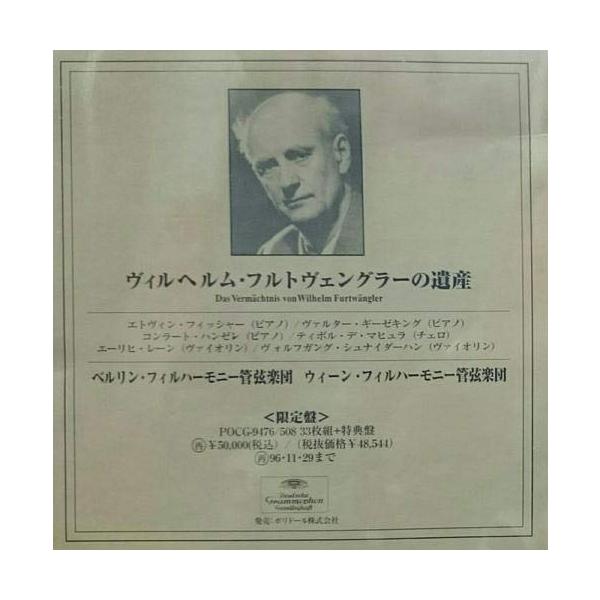 ヴィルヘルム・フルトヴェングラーの遺産
Das Vermächtnis von Wilhelm Furtwängler
エトヴィン・フィッシャー（ピアノ）/ヴァルター・ギーゼキング（ピアノ）
コンラート・ハンゼン（ピアノ）/ティボル・デ・マヒュラ（チェロ）
エーリヒ・レーン（ヴァイオリン）/ヴォルフガング・シュナイダーハン（ヴァイオリン）
ベルリン・フィルハーモニー管弦楽団　ウィーン・フィルハーモニー管弦楽団
＜限定盤＞
POCG-9476/508 33枚組+特典盤
再￥50,000(税込) / (税抜価格￥48,544)
再96・11・29まで
Deutsche
Grammophon
Gesellschaft
発売：ポリドール株式会社